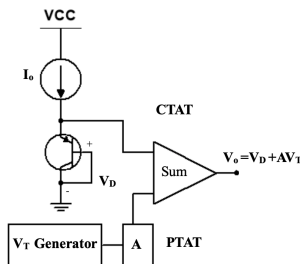 VCC
I₀
CTAT
+
V_D
-
Sum
V₀=V_D+AV_T
V_T Generator
A
PTAT